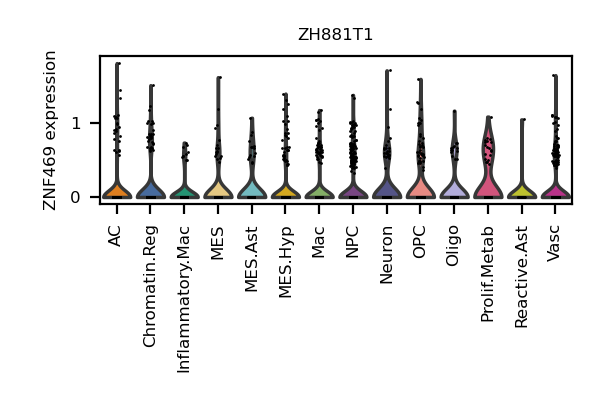 ZH881T1
ZNF469 expression
1
0
AC
Chromatin.Reg
Inflammatory.Mac
MES
MES.Ast
MES.Hyp
Mac
NPC
Neuron
OPC
Oligo
Prolif.Metab
Reactive.Ast
Vasc